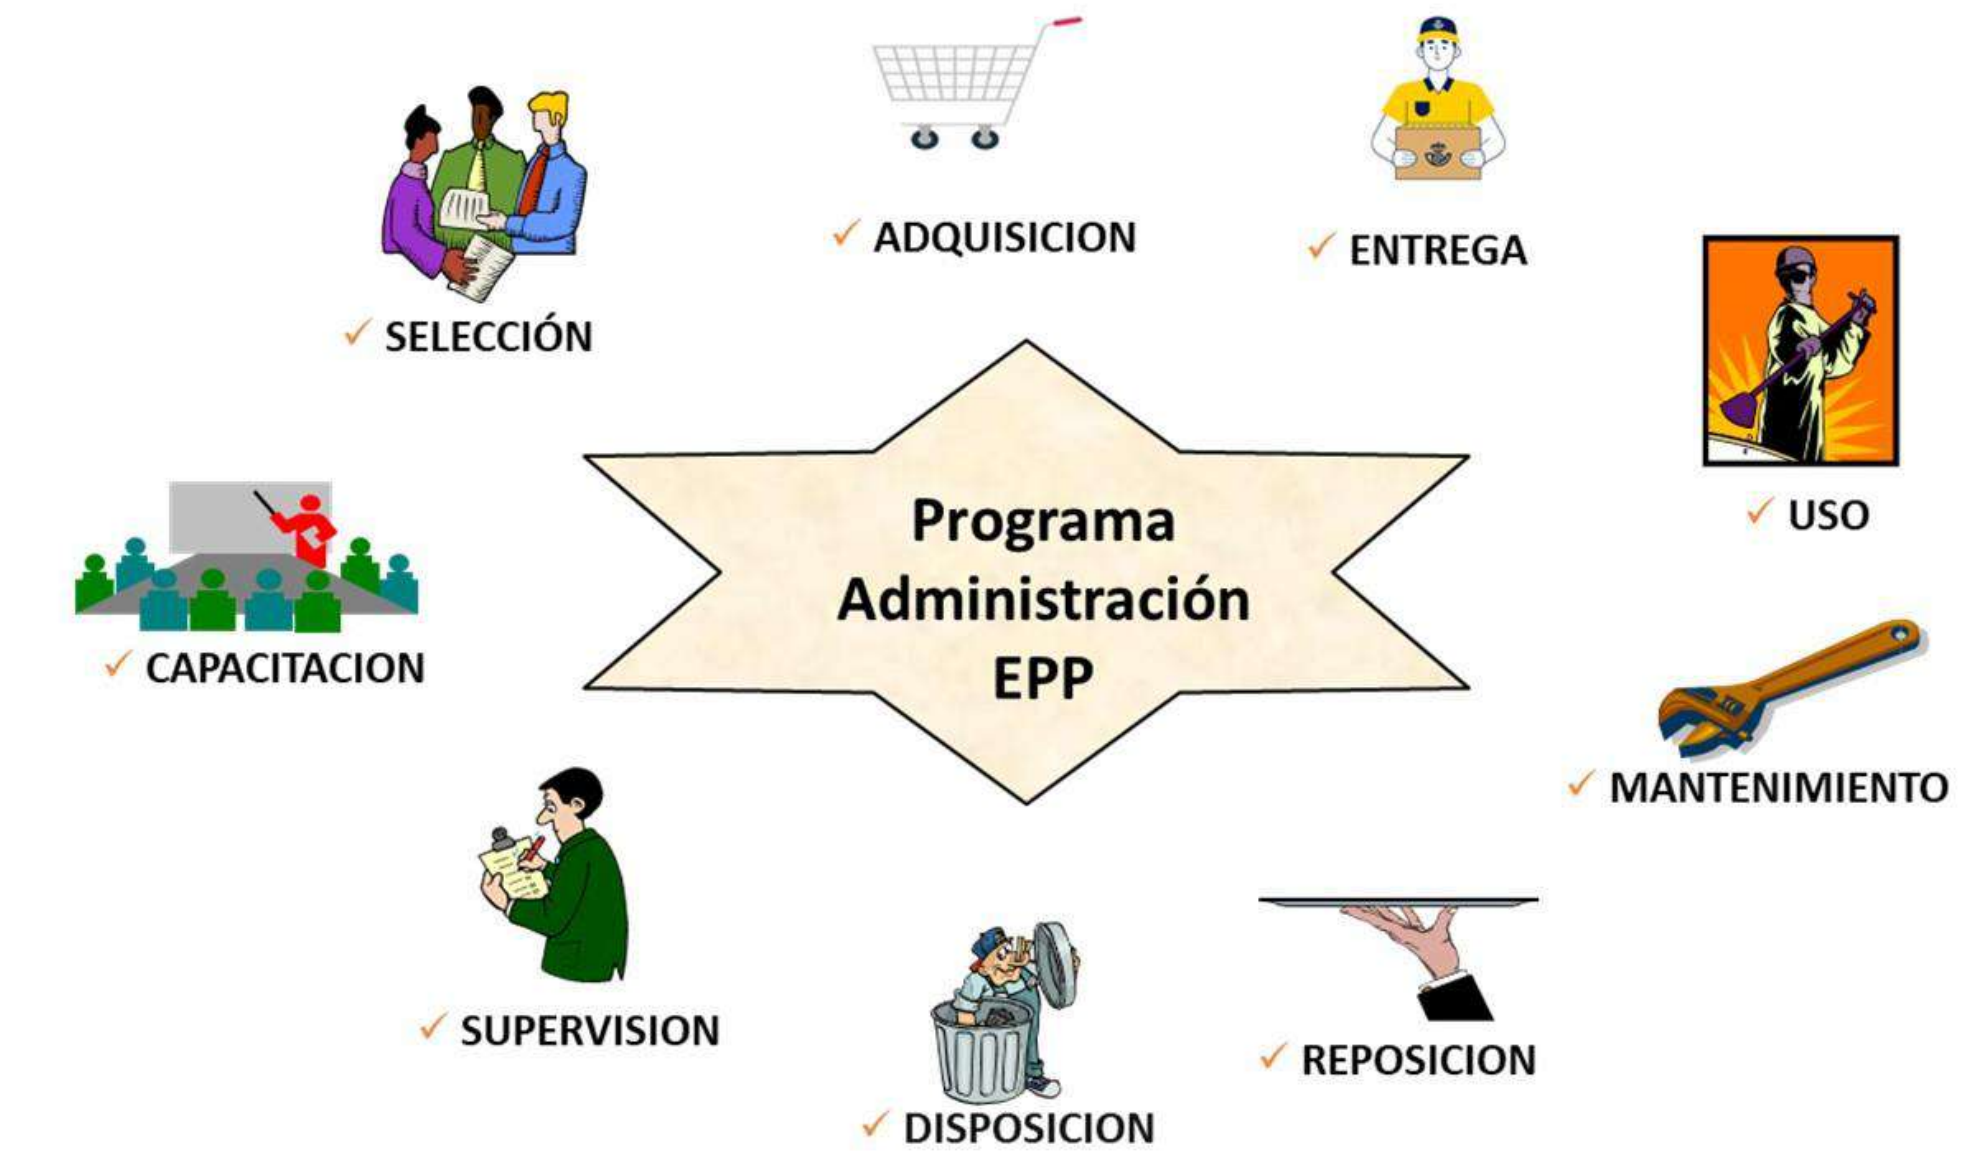 ADQUISICION
ENTREGA
SELECCIÓN
USO
Programa
Administración
EPP
CAPACITACION
MANTENIMIENTO
SUPERVISION
REPOSICION
DISPOSICION